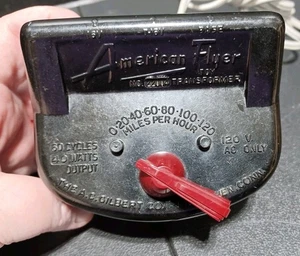 American Flyer
TOY
TRANSFORMER
0-20-40-60-80-100-120
MILES PER HOUR
60 CYCLES
WATTS
OUTPUT
120 V
AC ONLY
THE A.C. GILBERT CO.